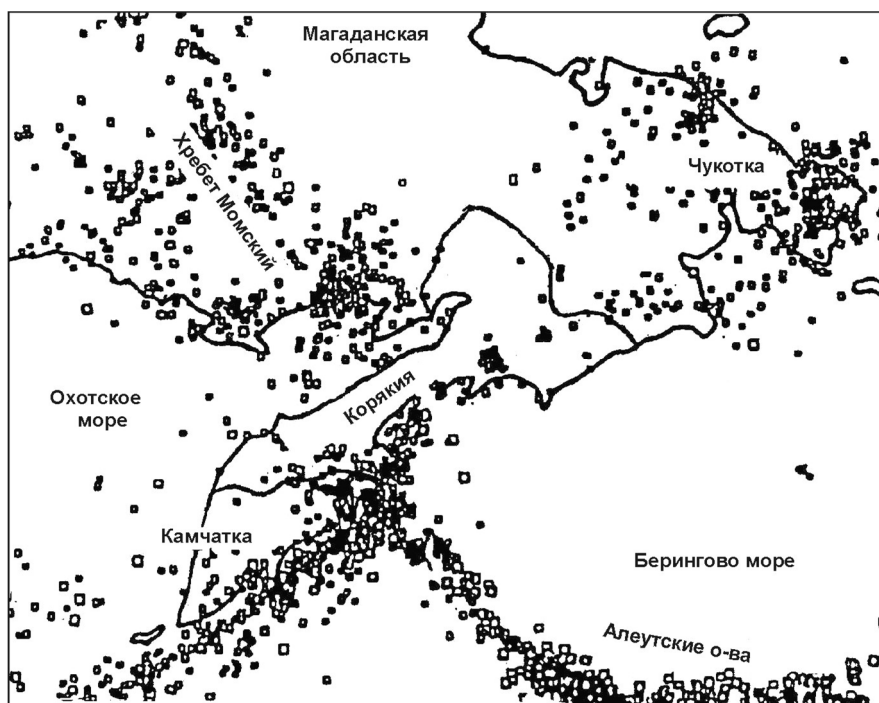 Магаданская
область
Хребет Момский
Чукотка
Охотское
море
Корякия
Камчатка
Берингово море
Алеутские о-ва